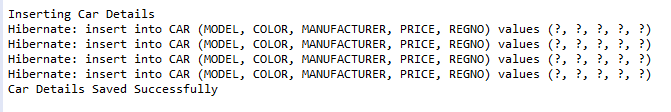 Inserting Car Details
Hibernate: insert into CAR (MODEL, COLOR, MANUFACTURER, PRICE, REGNO) values (?, ?, ?, ?, ?)
Hibernate: insert into CAR (MODEL, COLOR, MANUFACTURER, PRICE, REGNO) values (?, ?, ?, ?, ?)
Hibernate: insert into CAR (MODEL, COLOR, MANUFACTURER, PRICE, REGNO) values (?, ?, ?, ?, ?)
Hibernate: insert into CAR (MODEL, COLOR, MANUFACTURER, PRICE, REGNO) values (?, ?, ?, ?, ?)
Car Details Saved Successfully